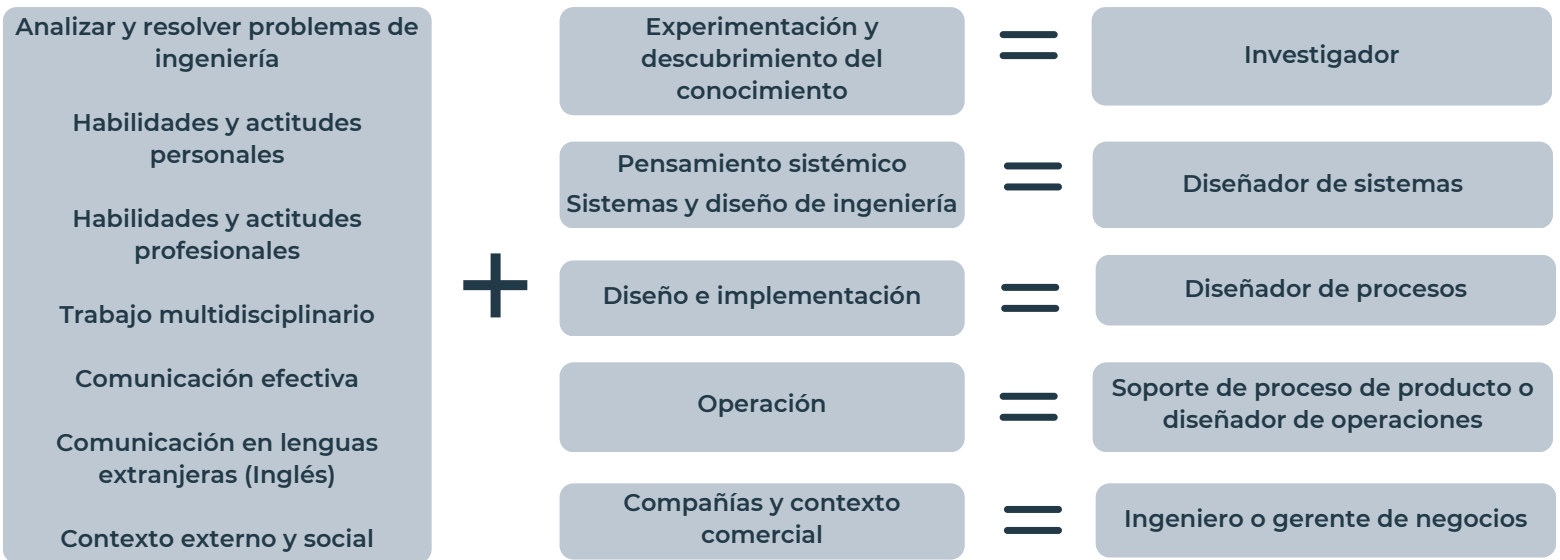 Analizar y resolver problemas de
ingeniería
Habilidades y actitudes
personales
Habilidades y actitudes
profesionales
Trabajo multidisciplinario
Comunicación efectiva
Comunicación en lenguas
extranjeras (Inglés)
Contexto externo y social
+
Experimentación y
descubrimiento del
conocimiento
=
Investigador
Pensamiento sistémico
Sistemas y diseño de ingeniería
=
Diseñador de sistemas
Diseño e implementación
=
Diseñador de procesos
Operación
=
Soporte de proceso de producto o
diseñador de operaciones
Compañías y contexto
comercial
=
Ingeniero o gerente de negocios